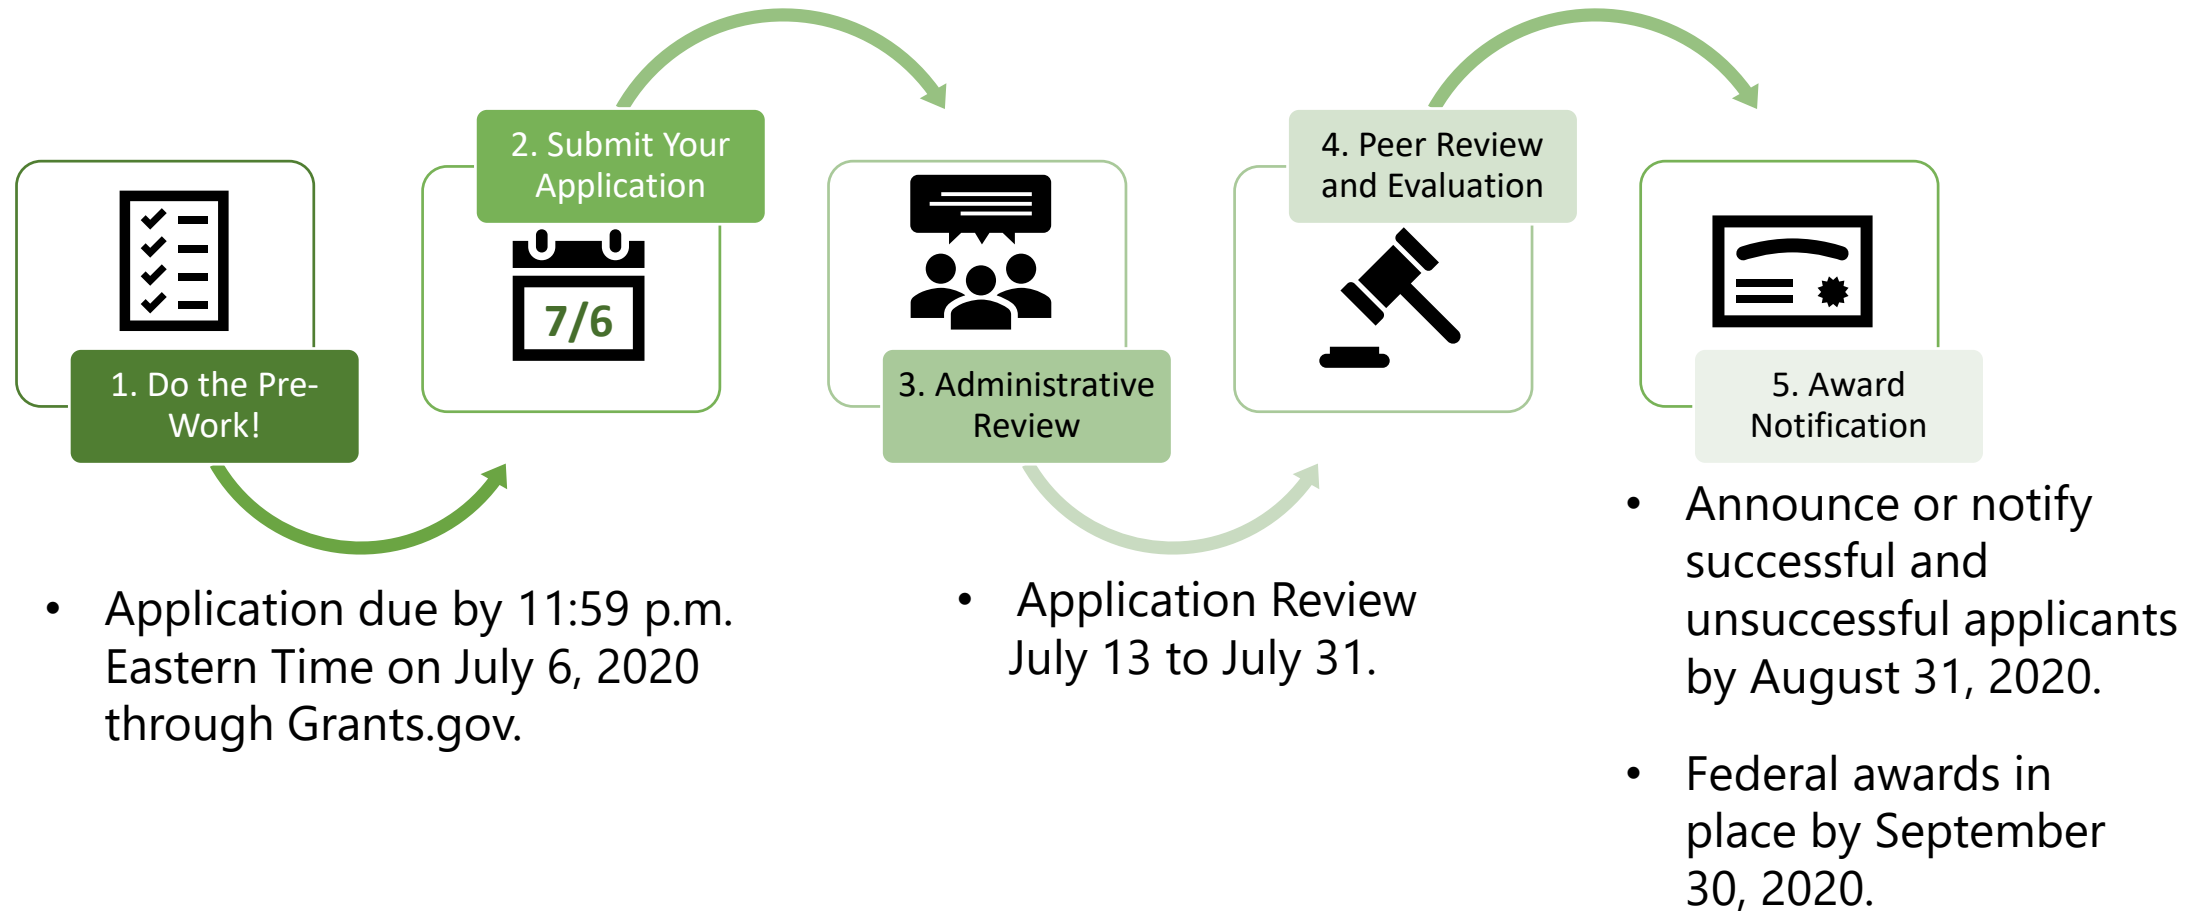 1. Do the Pre-
Work!
2. Submit Your
Application
7/6
3. Administrative
Review
4. Peer Review
and Evaluation
5. Award
Notification
• Application due by 11:59 p.m.
Eastern Time on July 6, 2020
through Grants.gov.
• Application Review
July 13 to July 31.
• Announce or notify
successful and
unsuccessful applicants
by August 31, 2020.
• Federal awards in
place by September
30, 2020.